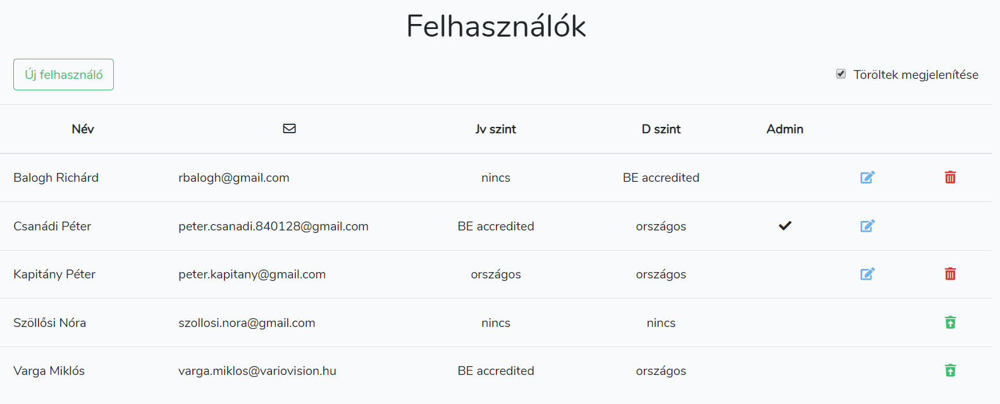 Felhasználók
Új felhasználó
Töröltek megjelenítése
Név Jv szint D szint Admin
Balogh Richárd rbalogh@gmail.com nincs BE accredited
Csanádi Péter peter.csanadi.840128@gmail.com BE accredited országos
Kapitány Péter peter.kapitany@gmail.com országos országos
Szöllősi Nóra szollosi.nora@gmail.com nincs nincs
Varga Miklós varga.miklos@variovision.hu BE accredited országos